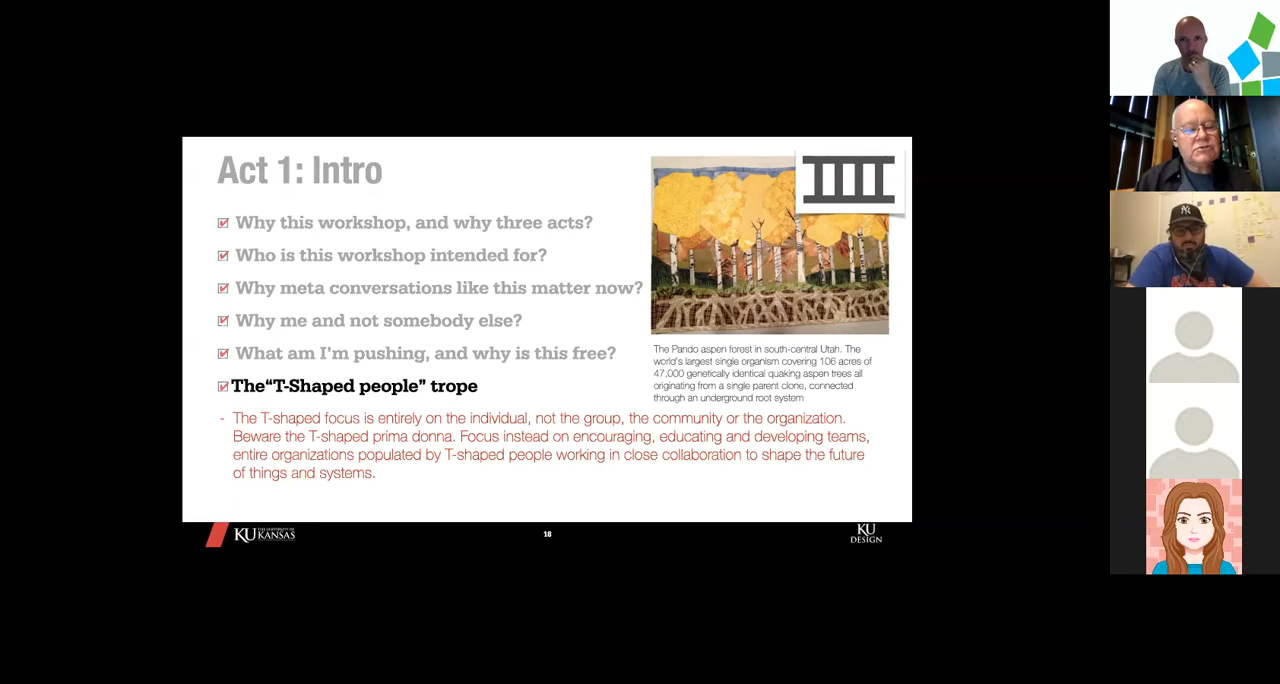 Act 1: Intro
Why this workshop, and why three acts?
Who is this workshop intended for?
Why meta conversations like this matter now?
Why me and not somebody else?
What am I’m pushing, and why is this free?
The“T-Shaped people” trope
- The T-shaped focus is entirely on the individual, not the group, the community or the organization.
Beware the T-shaped prima donna. Focus instead on encouraging, educating and developing teams,
entire organizations populated by T-shaped people working in close collaboration to shape the future
of things and systems.
The Pando aspen forest in south-central Utah. The
world’s largest single organism covering 106 acres of
47,000 genetically identical quaking aspen trees all
originating from a single parent clone, connected
through an underground root system
KU THE UNIVERSITY OF
KANSAS
18
KU
DESIGN